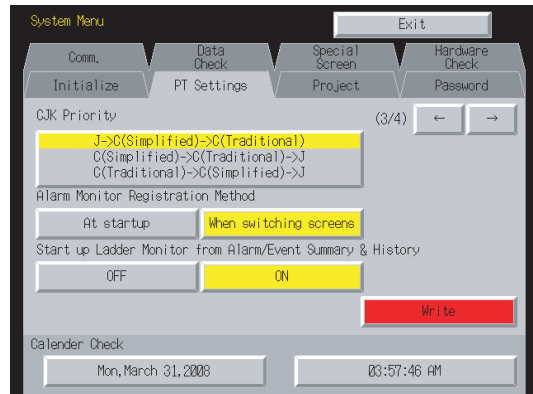 System Menu
Exit
Comm.
Data Check
Special Screen
Hardware Check
Initialize
PT Settings
Project
Password
CJK Priority
(3/4)
←
→
J->C(Simplified)->C(Traditional)
C(Simplified)->C(Traditional)->J
C(Traditional)->C(Simplified)->J
Alarm Monitor Registration Method
At startup
When switching screens
Start up Ladder Monitor from Alarm/Event Summary & History
OFF
ON
Write
Calender Check
Mon,March 31,2008
03:57:46 AM